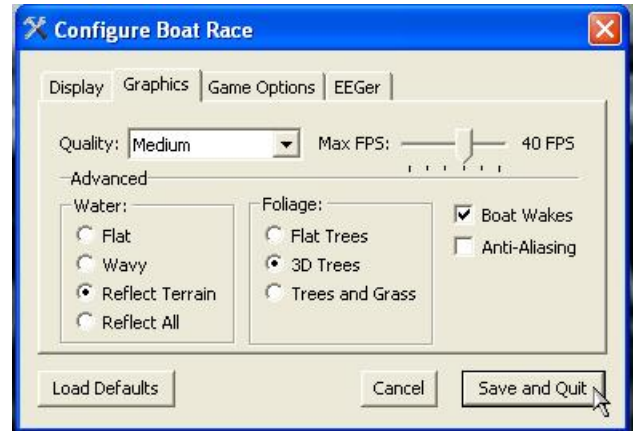 Configure Boat Race
Display Graphics Game Options EEGer
Quality: Medium Max FPS: 40 FPS
Advanced
Water: Foliage:
Flat Flat Trees Boat Wakes
Wavy 3D Trees Anti-Aliasing
Reflect Terrain Trees and Grass
Reflect All
Load Defaults Cancel Save and Quit